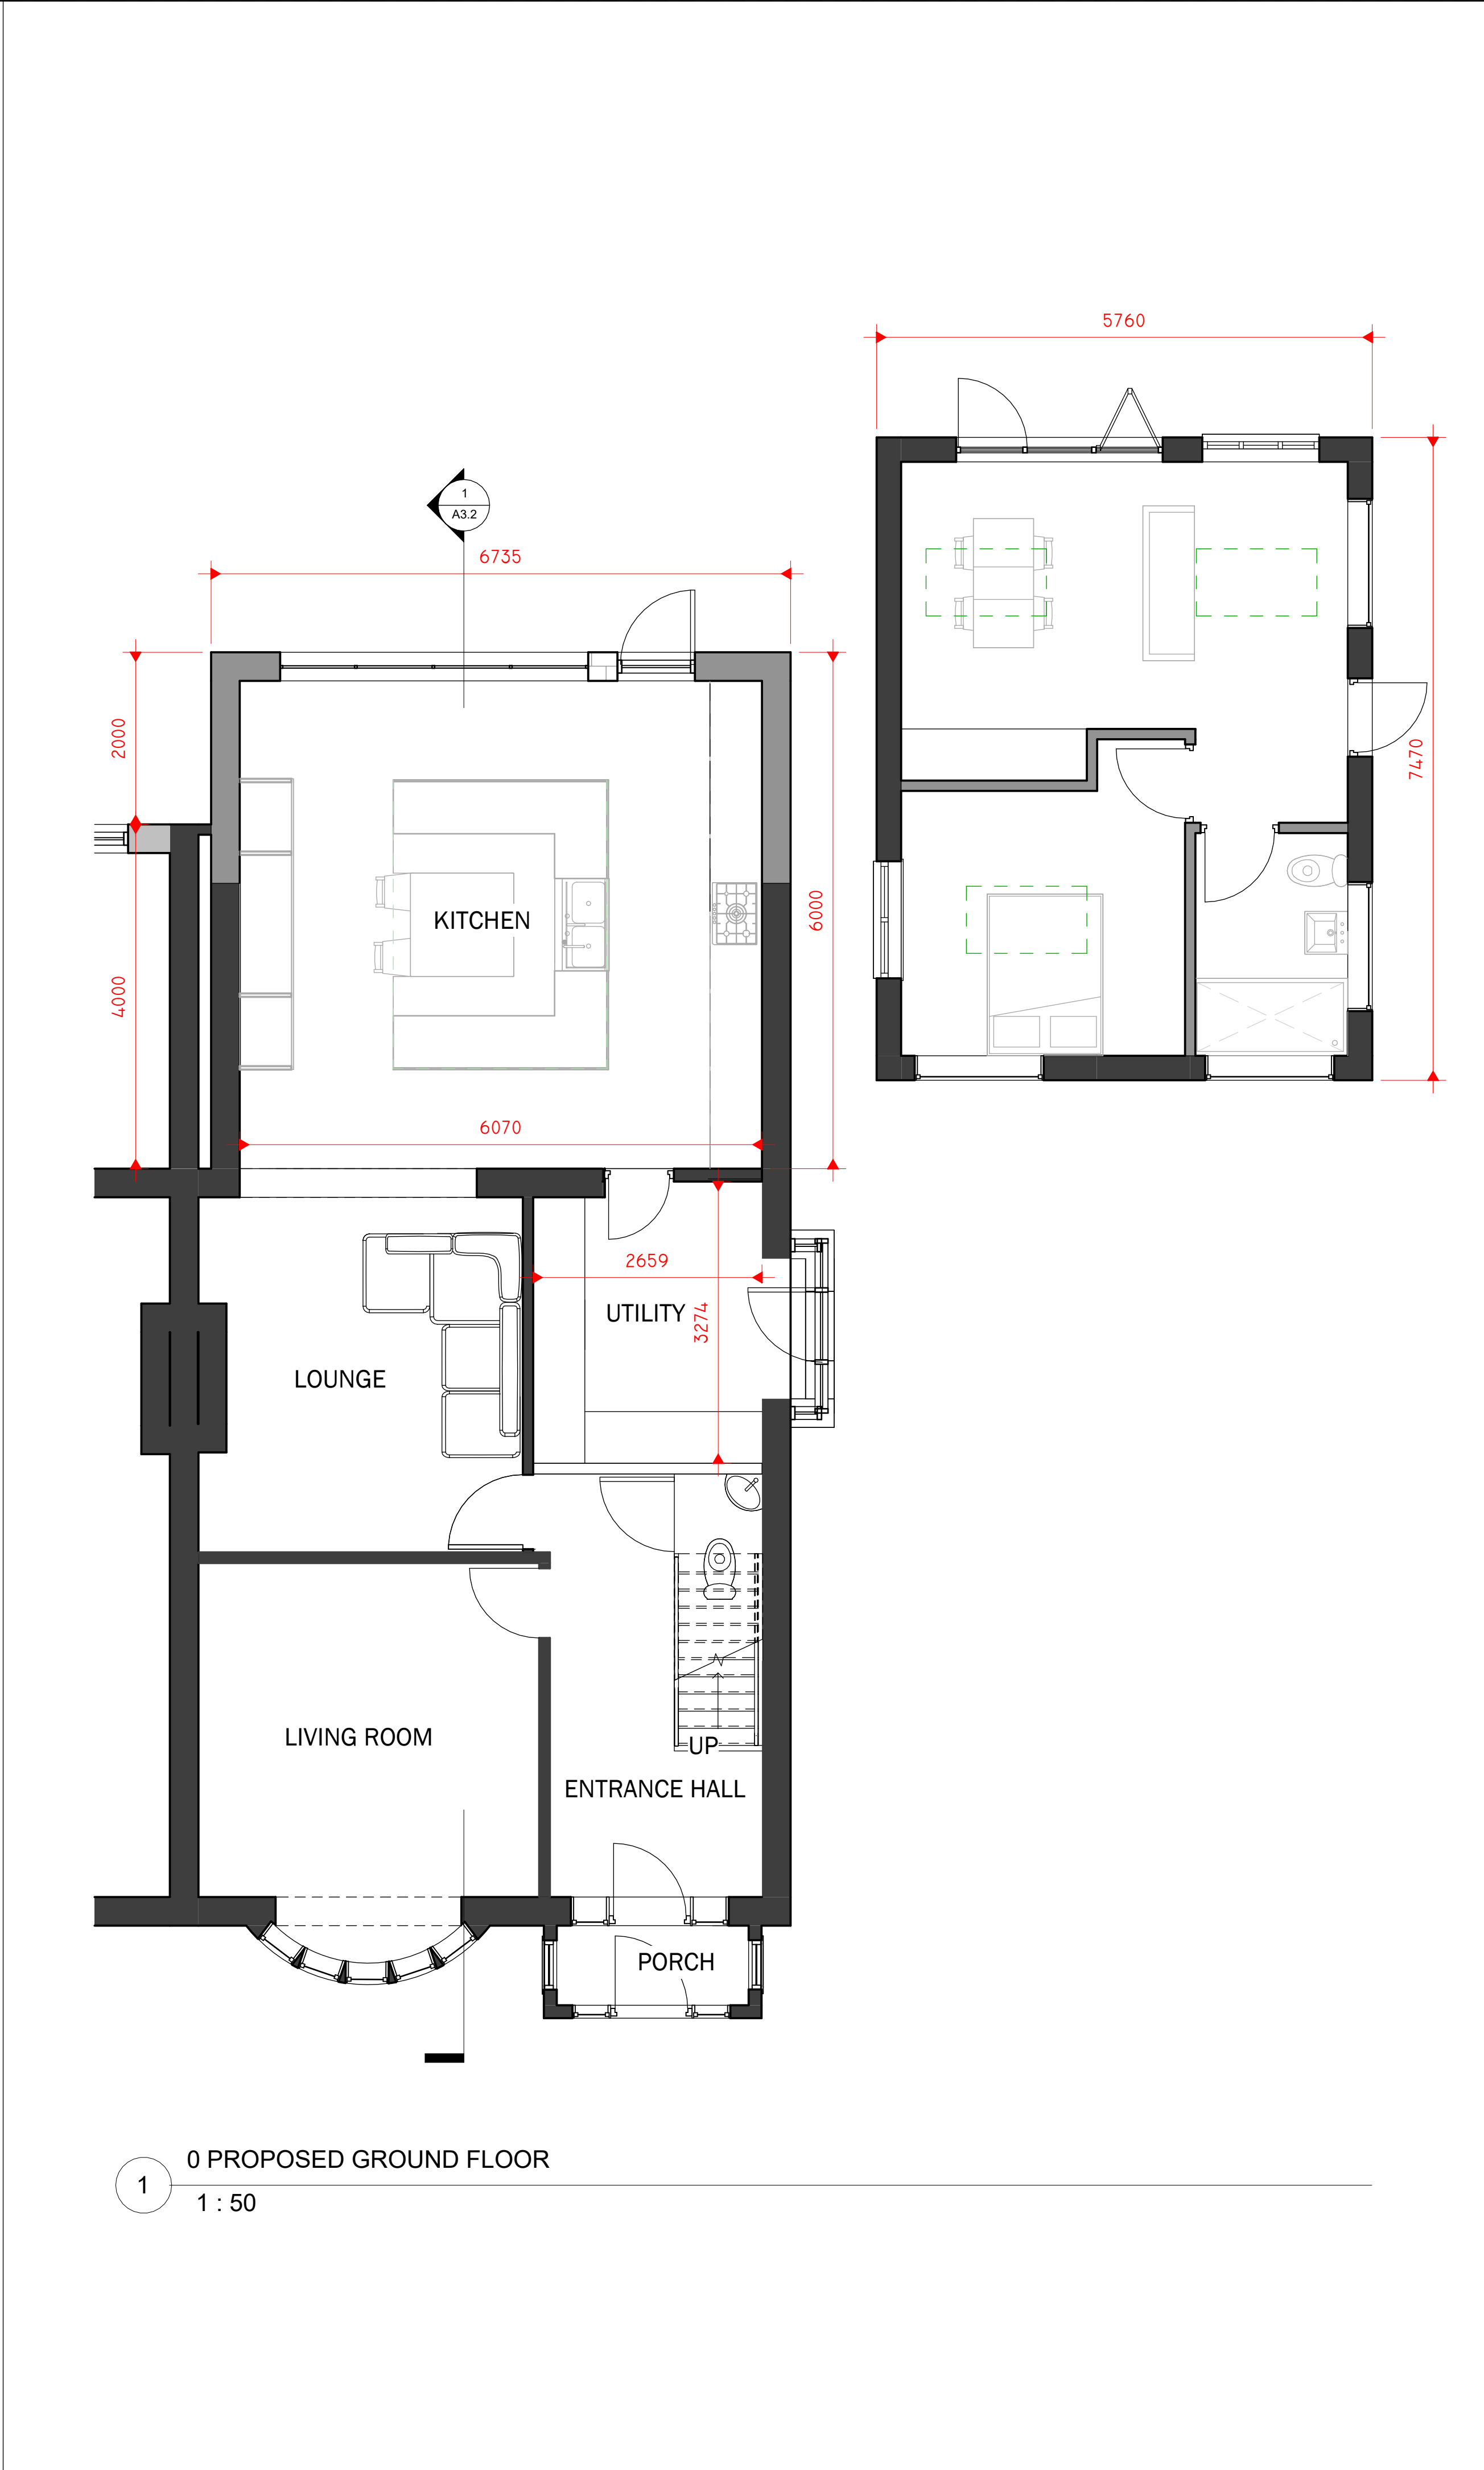 5760
1
A3.2
6735
2000
7470
KITCHEN
6000
4000
6070
2659
UTILITY
3274
LOUNGE
LIVING ROOM
UP
ENTRANCE HALL
PORCH
0 PROPOSED GROUND FLOOR
1
1 : 50